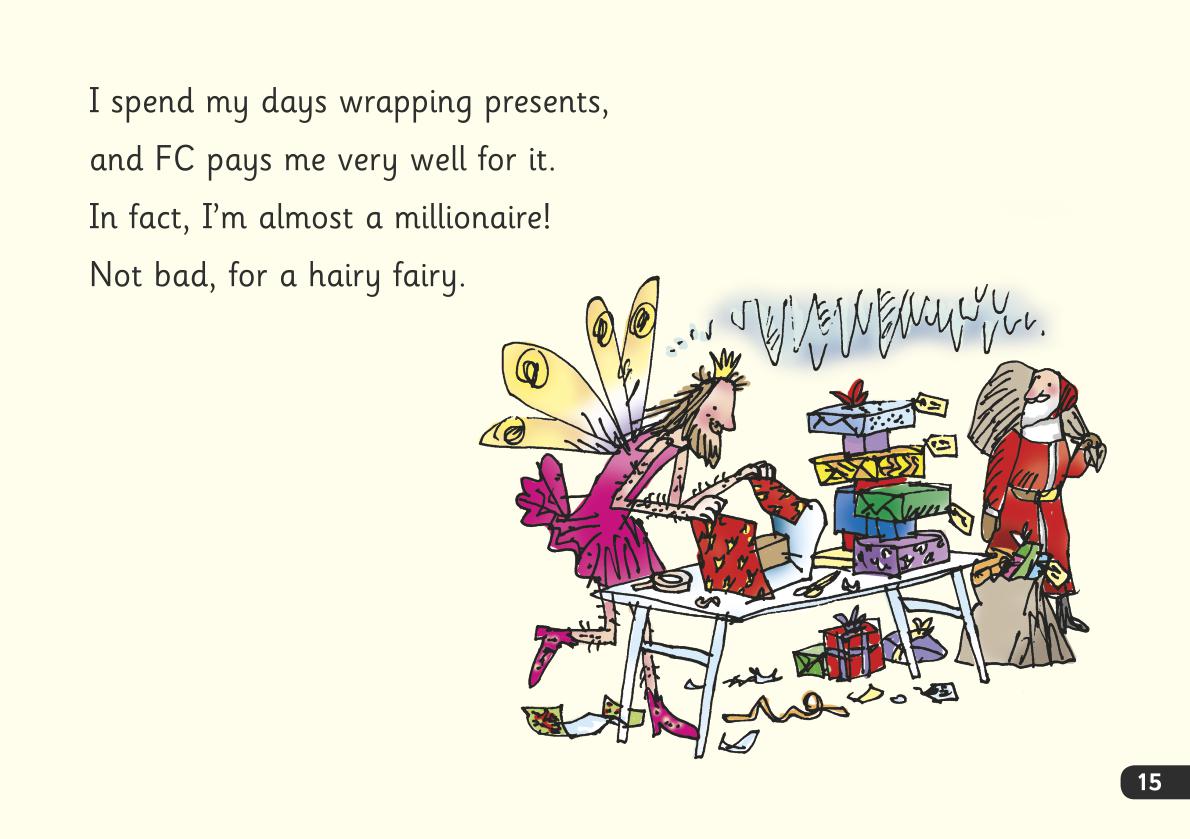 I spend my days wrapping presents,
and FC pays me very well for it.
In fact, I'm almost a millionaire!
Not bad, for a hairy fairy.
15